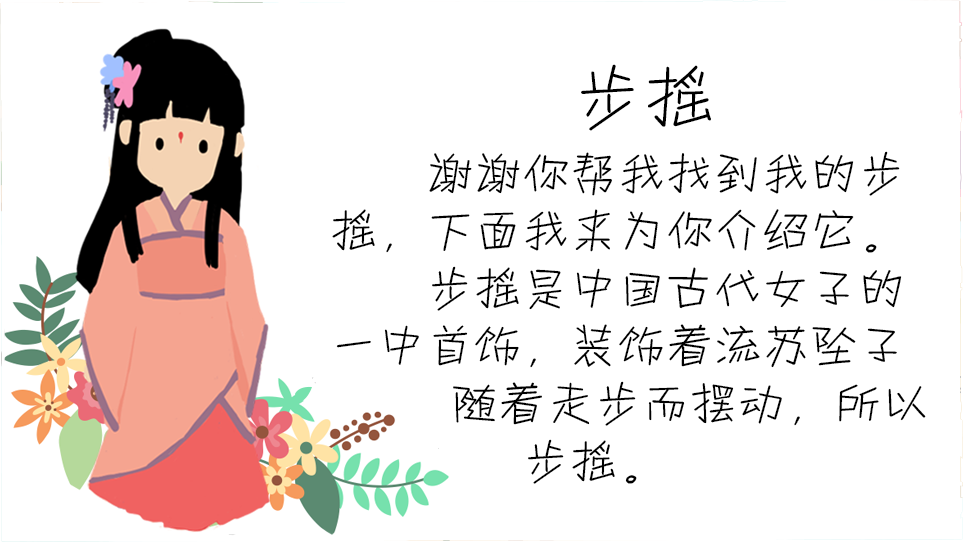 步摇
谢谢你帮我找到我的步
摇，下面我来为你介绍它。
步摇是中国古代女子的
一中首饰，装饰着流苏坠子
随着走步而摆动，所以
步摇。